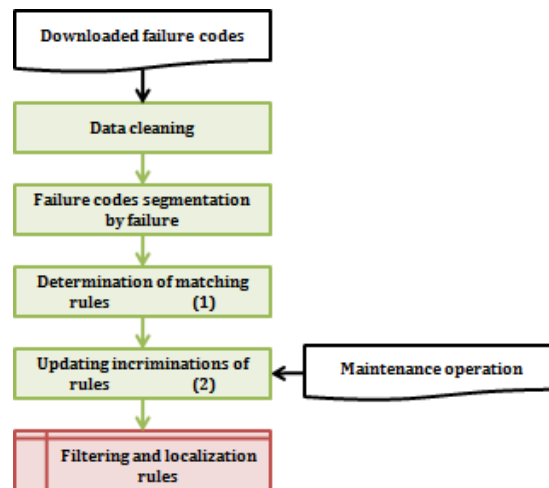 Downloaded failure codes
Data cleaning
Failure codes segmentation
by failure
Determination of matching
rules (1)
Updating incriminations of
rules (2)
Maintenance operation
Filtering and localization
rules